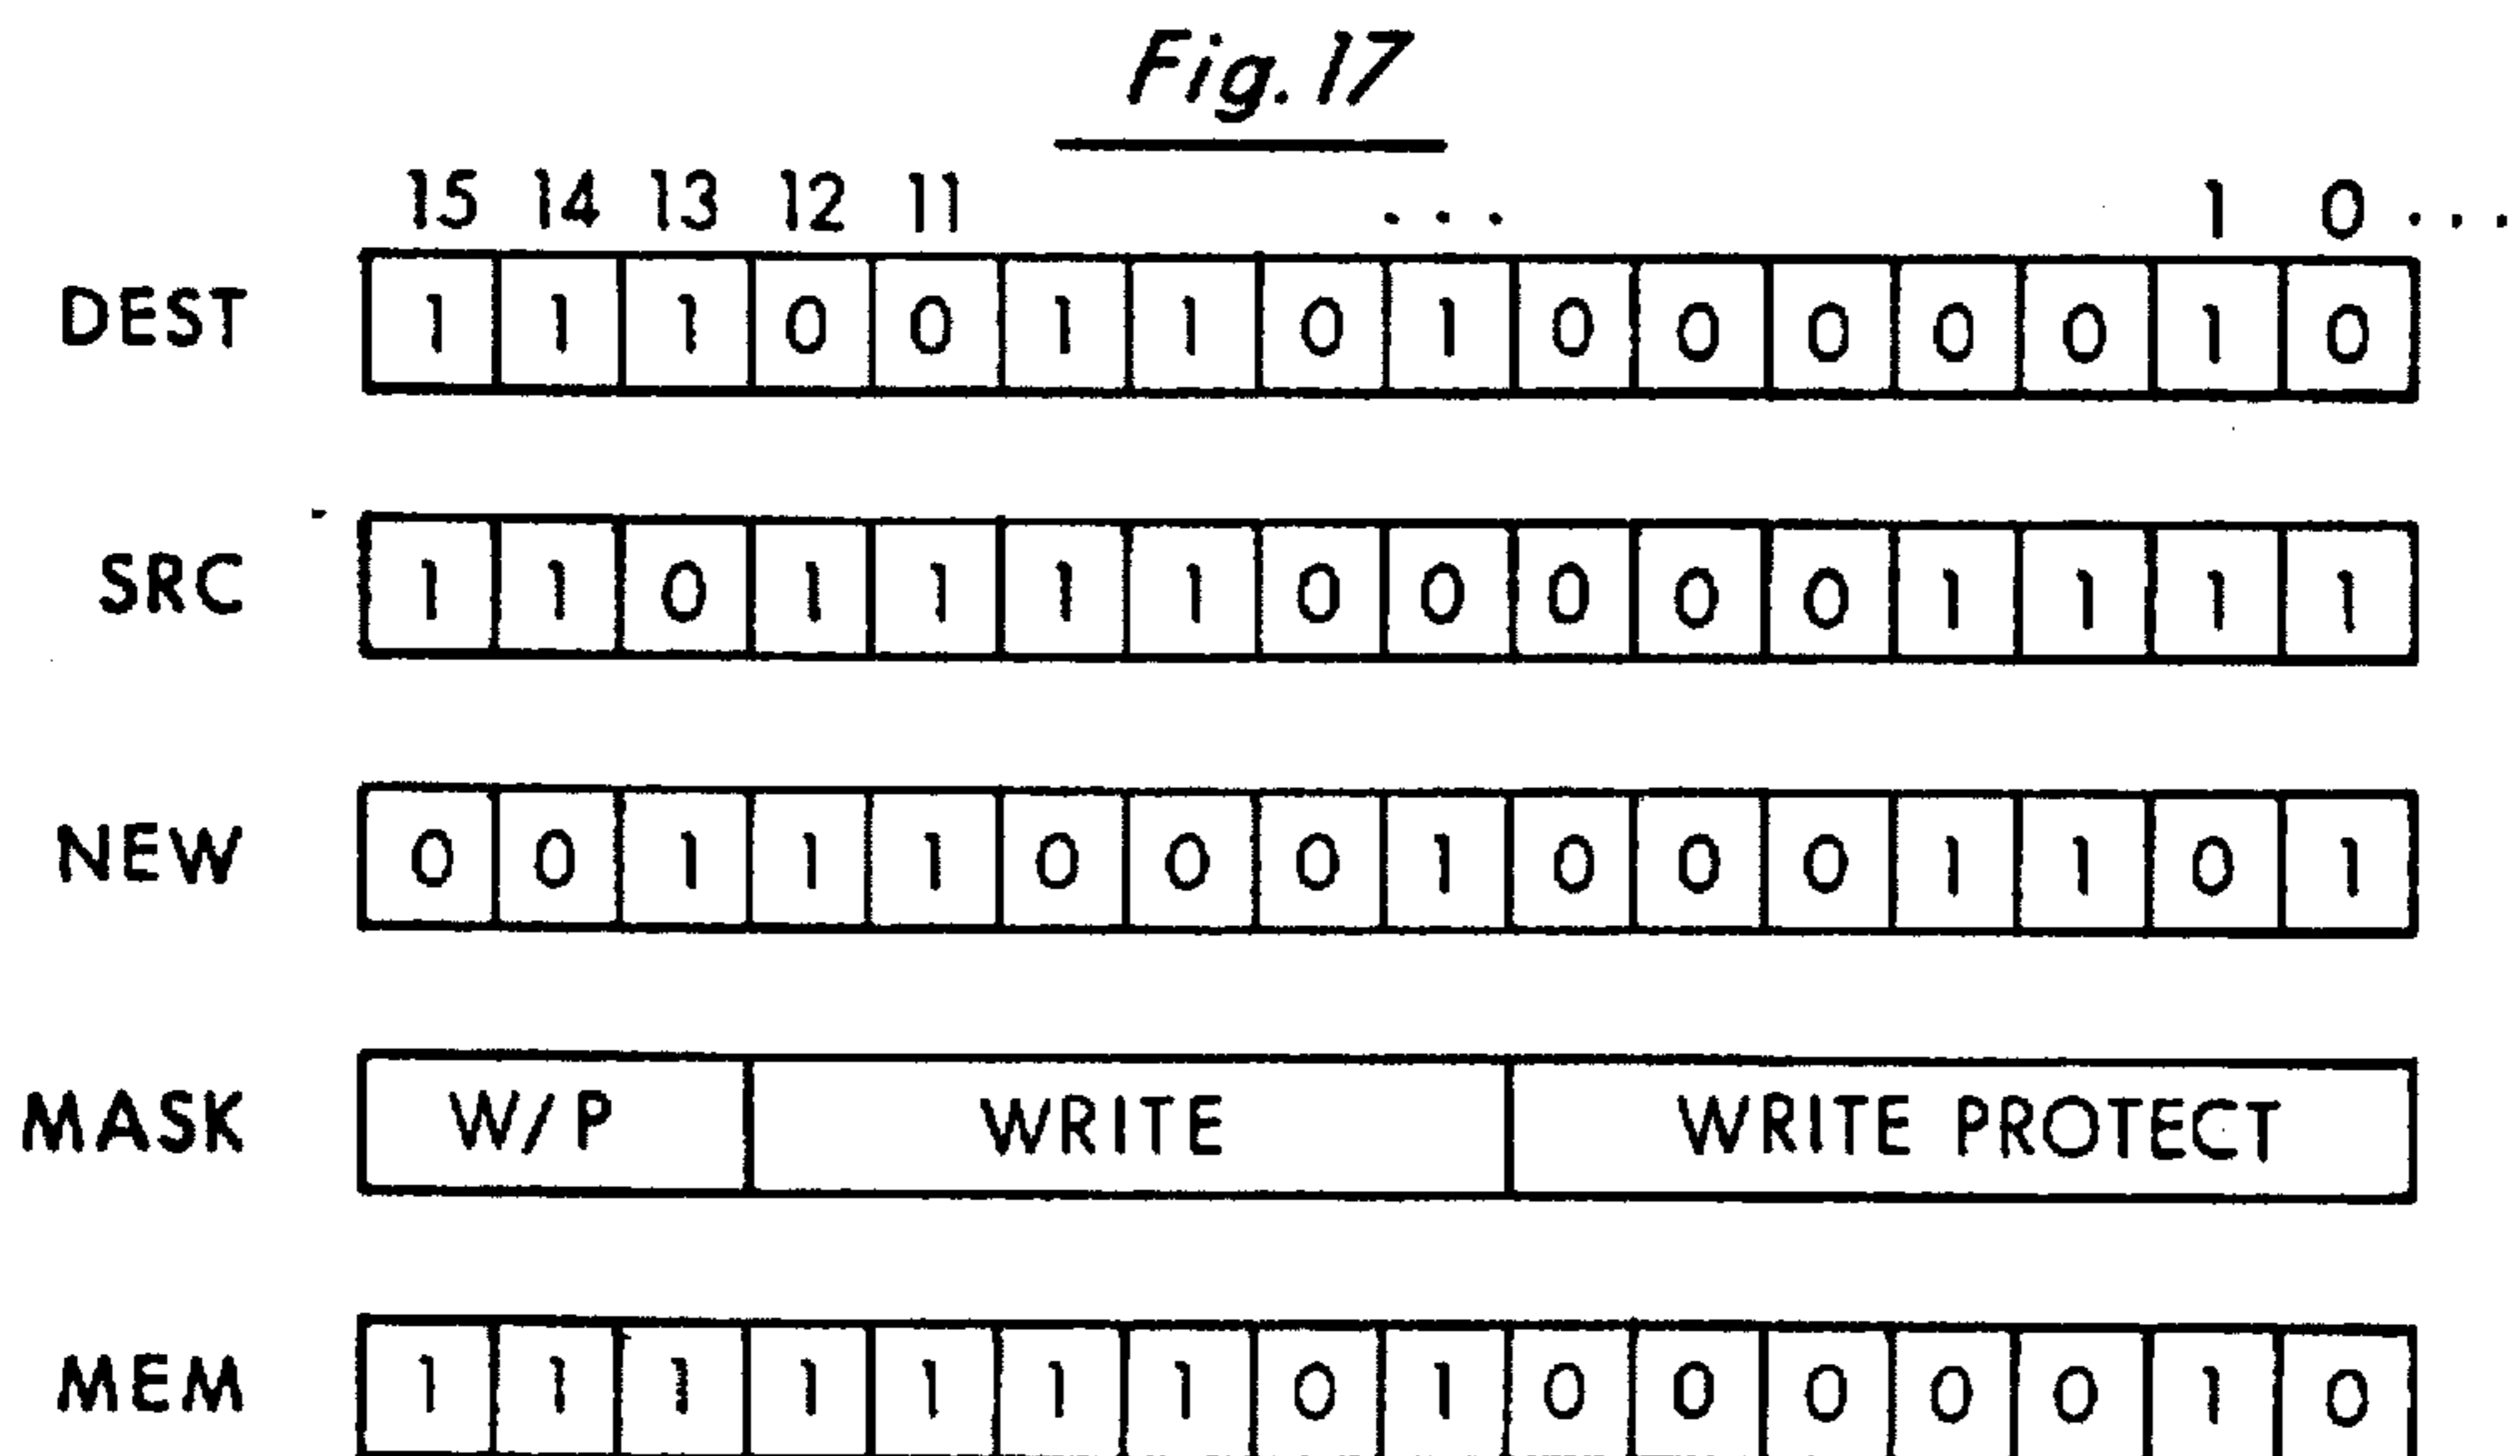 Fig. 17
15 14 13 12 11 ... 1 0 ...
DEST 1 1 1 0 0 1 1 0 1 0 0 0 0 0 1 0
SRC 1 1 0 1 1 1 1 0 0 0 0 0 1 1 1 1
NEW 0 0 1 1 1 0 0 0 1 0 0 0 1 1 0 1
MASK W/P WRITE WRITE PROTECT
MEM 1 1 1 1 1 1 1 0 1 0 0 0 0 0 1 0